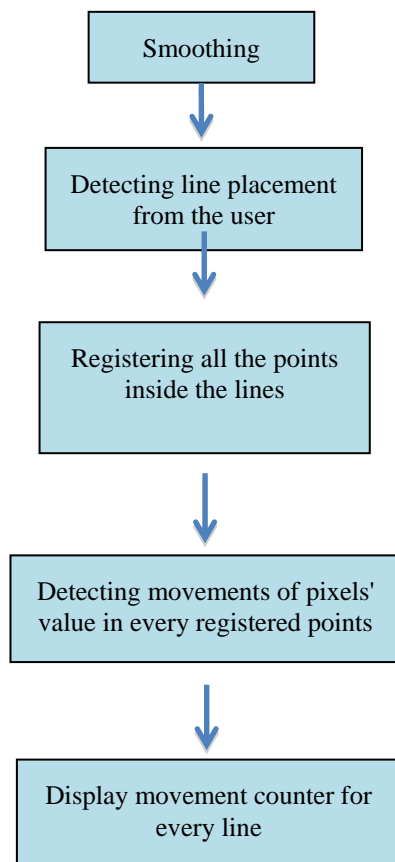 Smoothing
Detecting line placement
from the user
Registering all the points
inside the lines
Detecting movements of pixels'
value in every registered points
Display movement counter for
every line